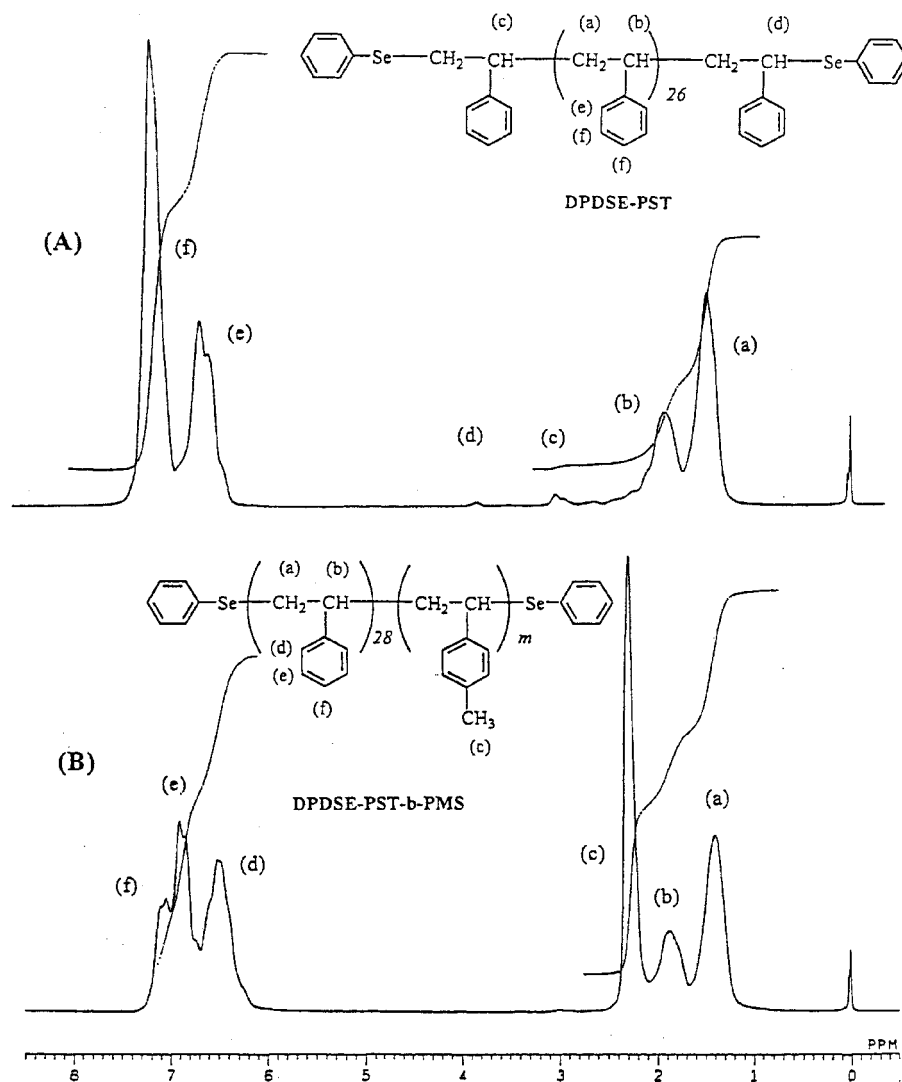 (c) (a) (b) (d)
Se CH₂ CH CH₂ CH CH₂ CH Se
26
(e)
(f)
(f)
DPDSE-PST
(A)
(f)
(e)
(d) (c) (b) (a)
(a) (b)
Se CH₂ CH CH₂ CH Se
28 m
(d)
(e)
(f)
CH₃
(c)
DPDSE-PST-b-PMS
(B)
(f) (e) (d) (c) (b) (a)
PPM
8 7 6 5 4 3 2 1 0